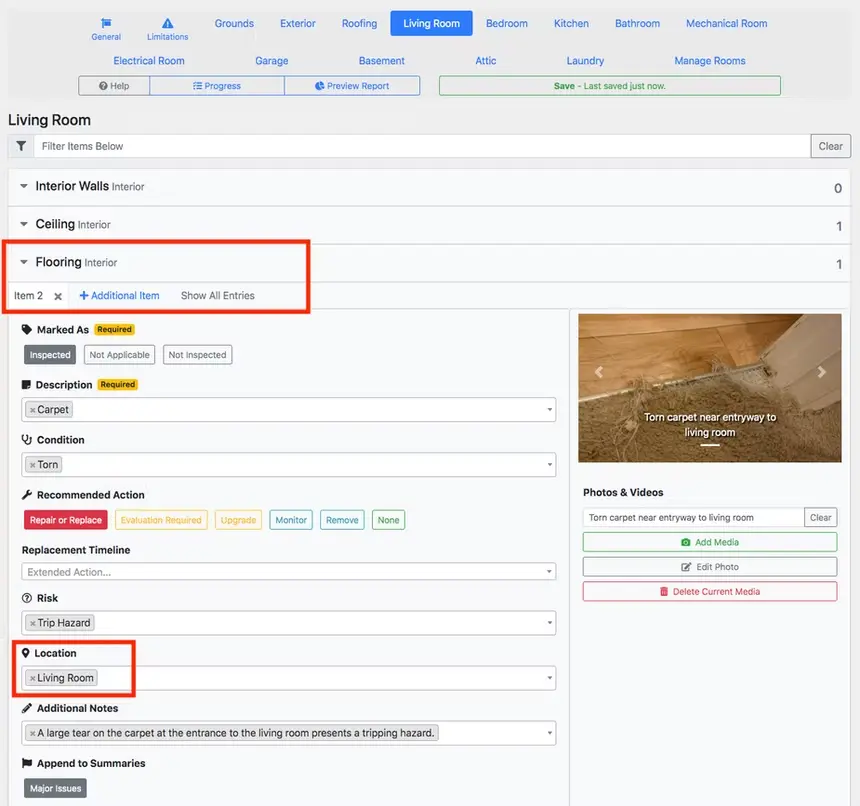 Grounds Exterior Roofing Living Room Bedroom Kitchen Bathroom Mechanical Room
General Limitations
Electrical Room Garage Basement Attic Laundry Manage Rooms
Help Progress Preview Report Save - Last saved just now.
Living Room
Filter Items Below Clear
Interior Walls Interior 0
Ceiling Interior 1
Flooring Interior 1
Item 2 × + Additional Item Show All Entries
Marked As Required
Inspected Not Applicable Not Inspected
Description Required
× Carpet
Condition
× Torn
Recommended Action
Repair or Replace Evaluation Required Upgrade Monitor Remove None
Replacement Timeline
Extended Action...
Risk
× Trip Hazard
Location
× Living Room
Additional Notes
× A large tear on the carpet at the entrance to the living room presents a tripping hazard.
Append to Summaries
Major Issues
Torn carpet near entryway to
living room
Photos & Videos
Torn carpet near entryway to living room Clear
Add Media
Edit Photo
Delete Current Media